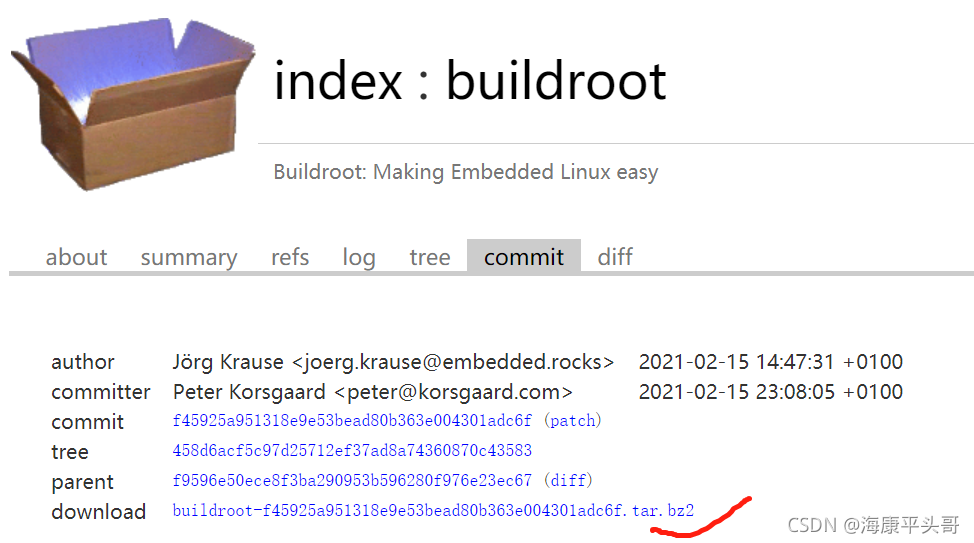 index : buildroot
Buildroot: Making Embedded Linux easy
about summary refs log tree commit diff
author Jörg Krause <joerg.krause@embedded.rocks> 2021-02-15 14:47:31 +0100
committer Peter Korsgaard <peter@korsgaard.com> 2021-02-15 23:08:05 +0100
commit f45925a951318e9e53bead80b363e004301adc6f (patch)
tree 458d6acf5c97d25712ef37ad8a74360870c43583
parent f9596e50ece8f3ba290953b596280f976e23ec67 (diff)
download buildroot-f45925a951318e9e53bead80b363e004301adc6f.tar.bz2
CSDN @海康平头哥